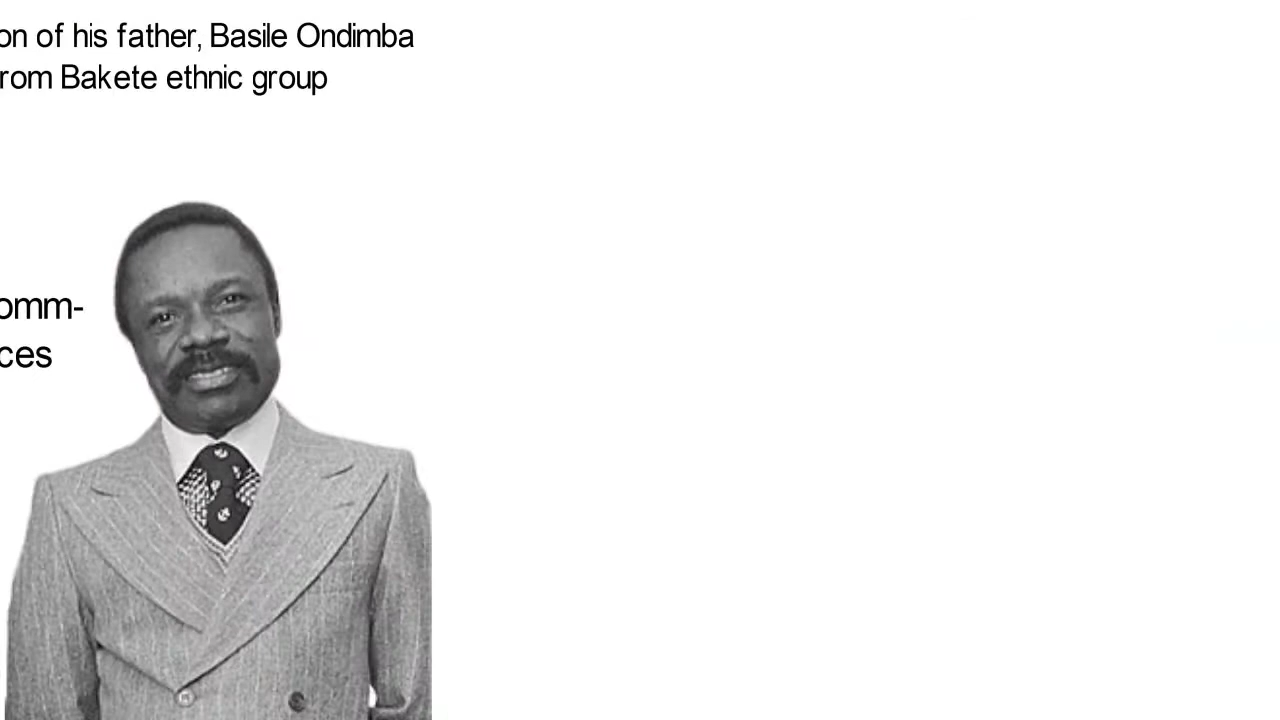 on of his father, Basile Ondimba
rom Bakete ethnic group
omm-
ces